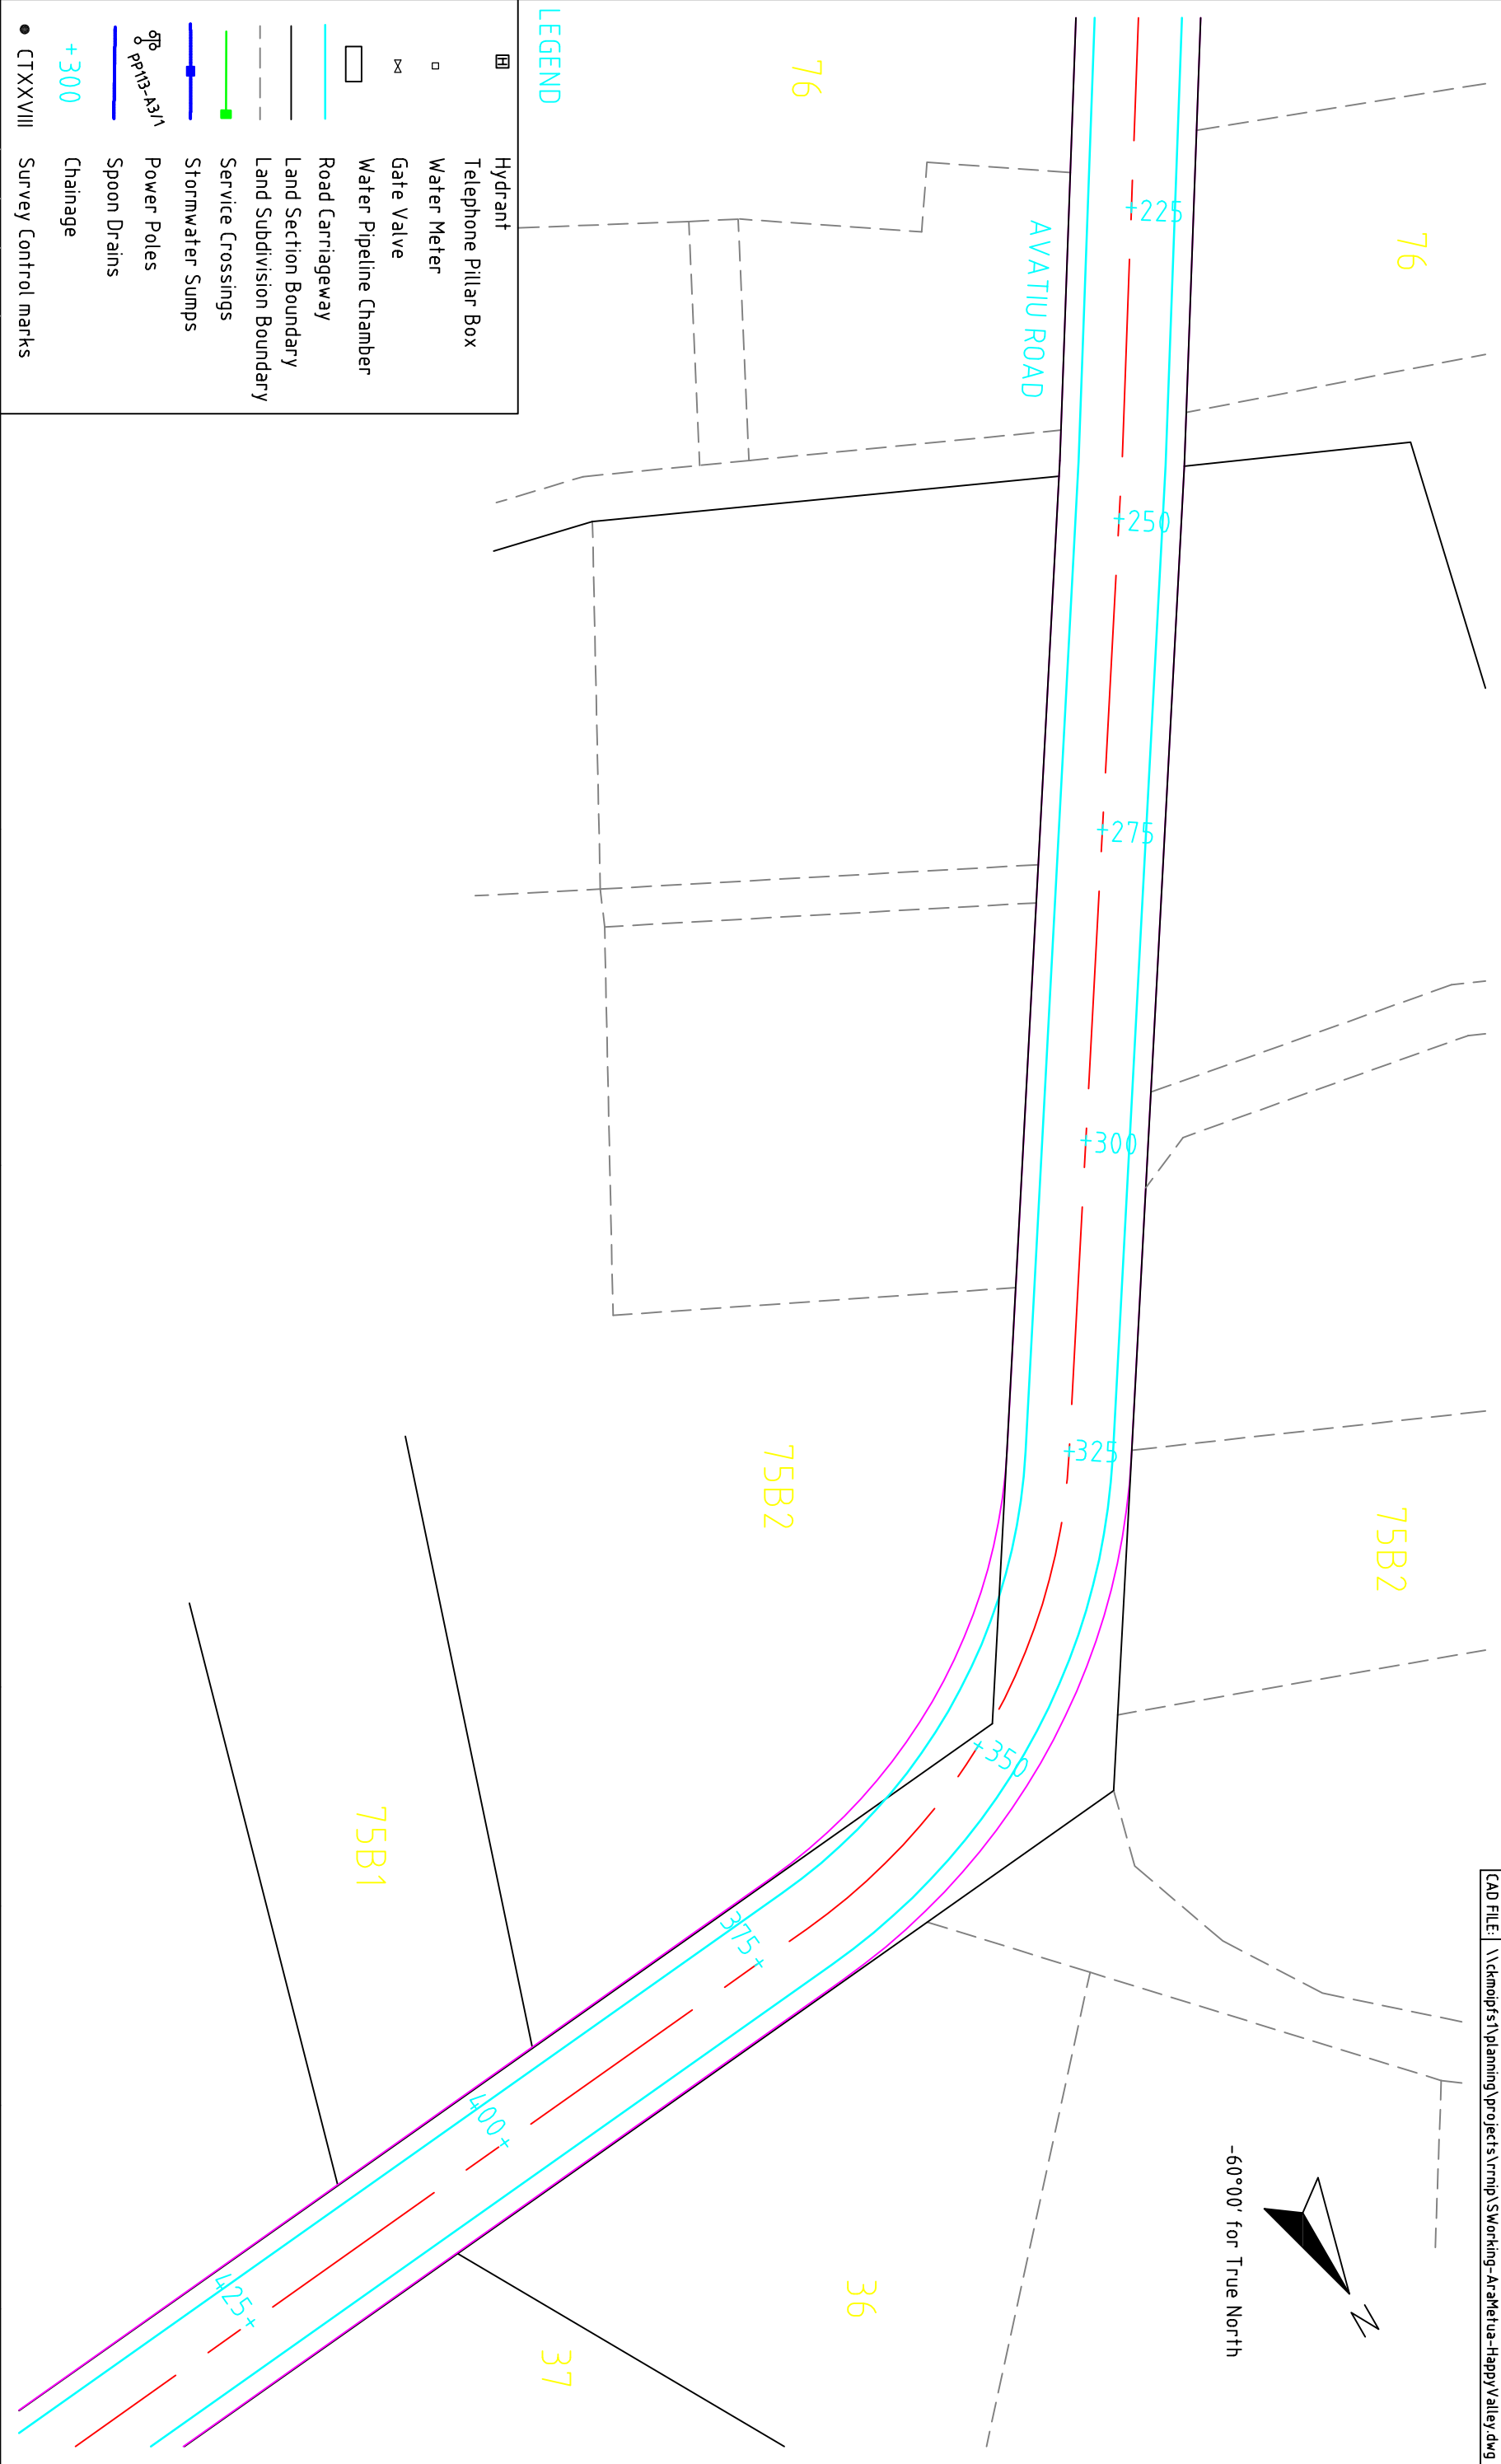 LEGEND
Hydrant
Telephone Pillar Box
Water Meter
Gate Valve
Water Pipeline Chamber
Road Carriageway
Land Section Boundary
Land Subdivision Boundary
Service Crossings
Stormwater Sumps
PP113-A3/1 Power Poles
Spoon Drains
+300 Chainage
CTXXVIII Survey Control marks
76
76
AVATIU ROAD
+225
+250
+275
+300
+325
+350
375+
400+
425+
75B2
75B2
75B1
36
37
-60°00' for True North
N
CAD FILE: \\ckmoipfs1\planning\projects\rrnip\SWorking-AraMetua-HappyValley.dwg
H